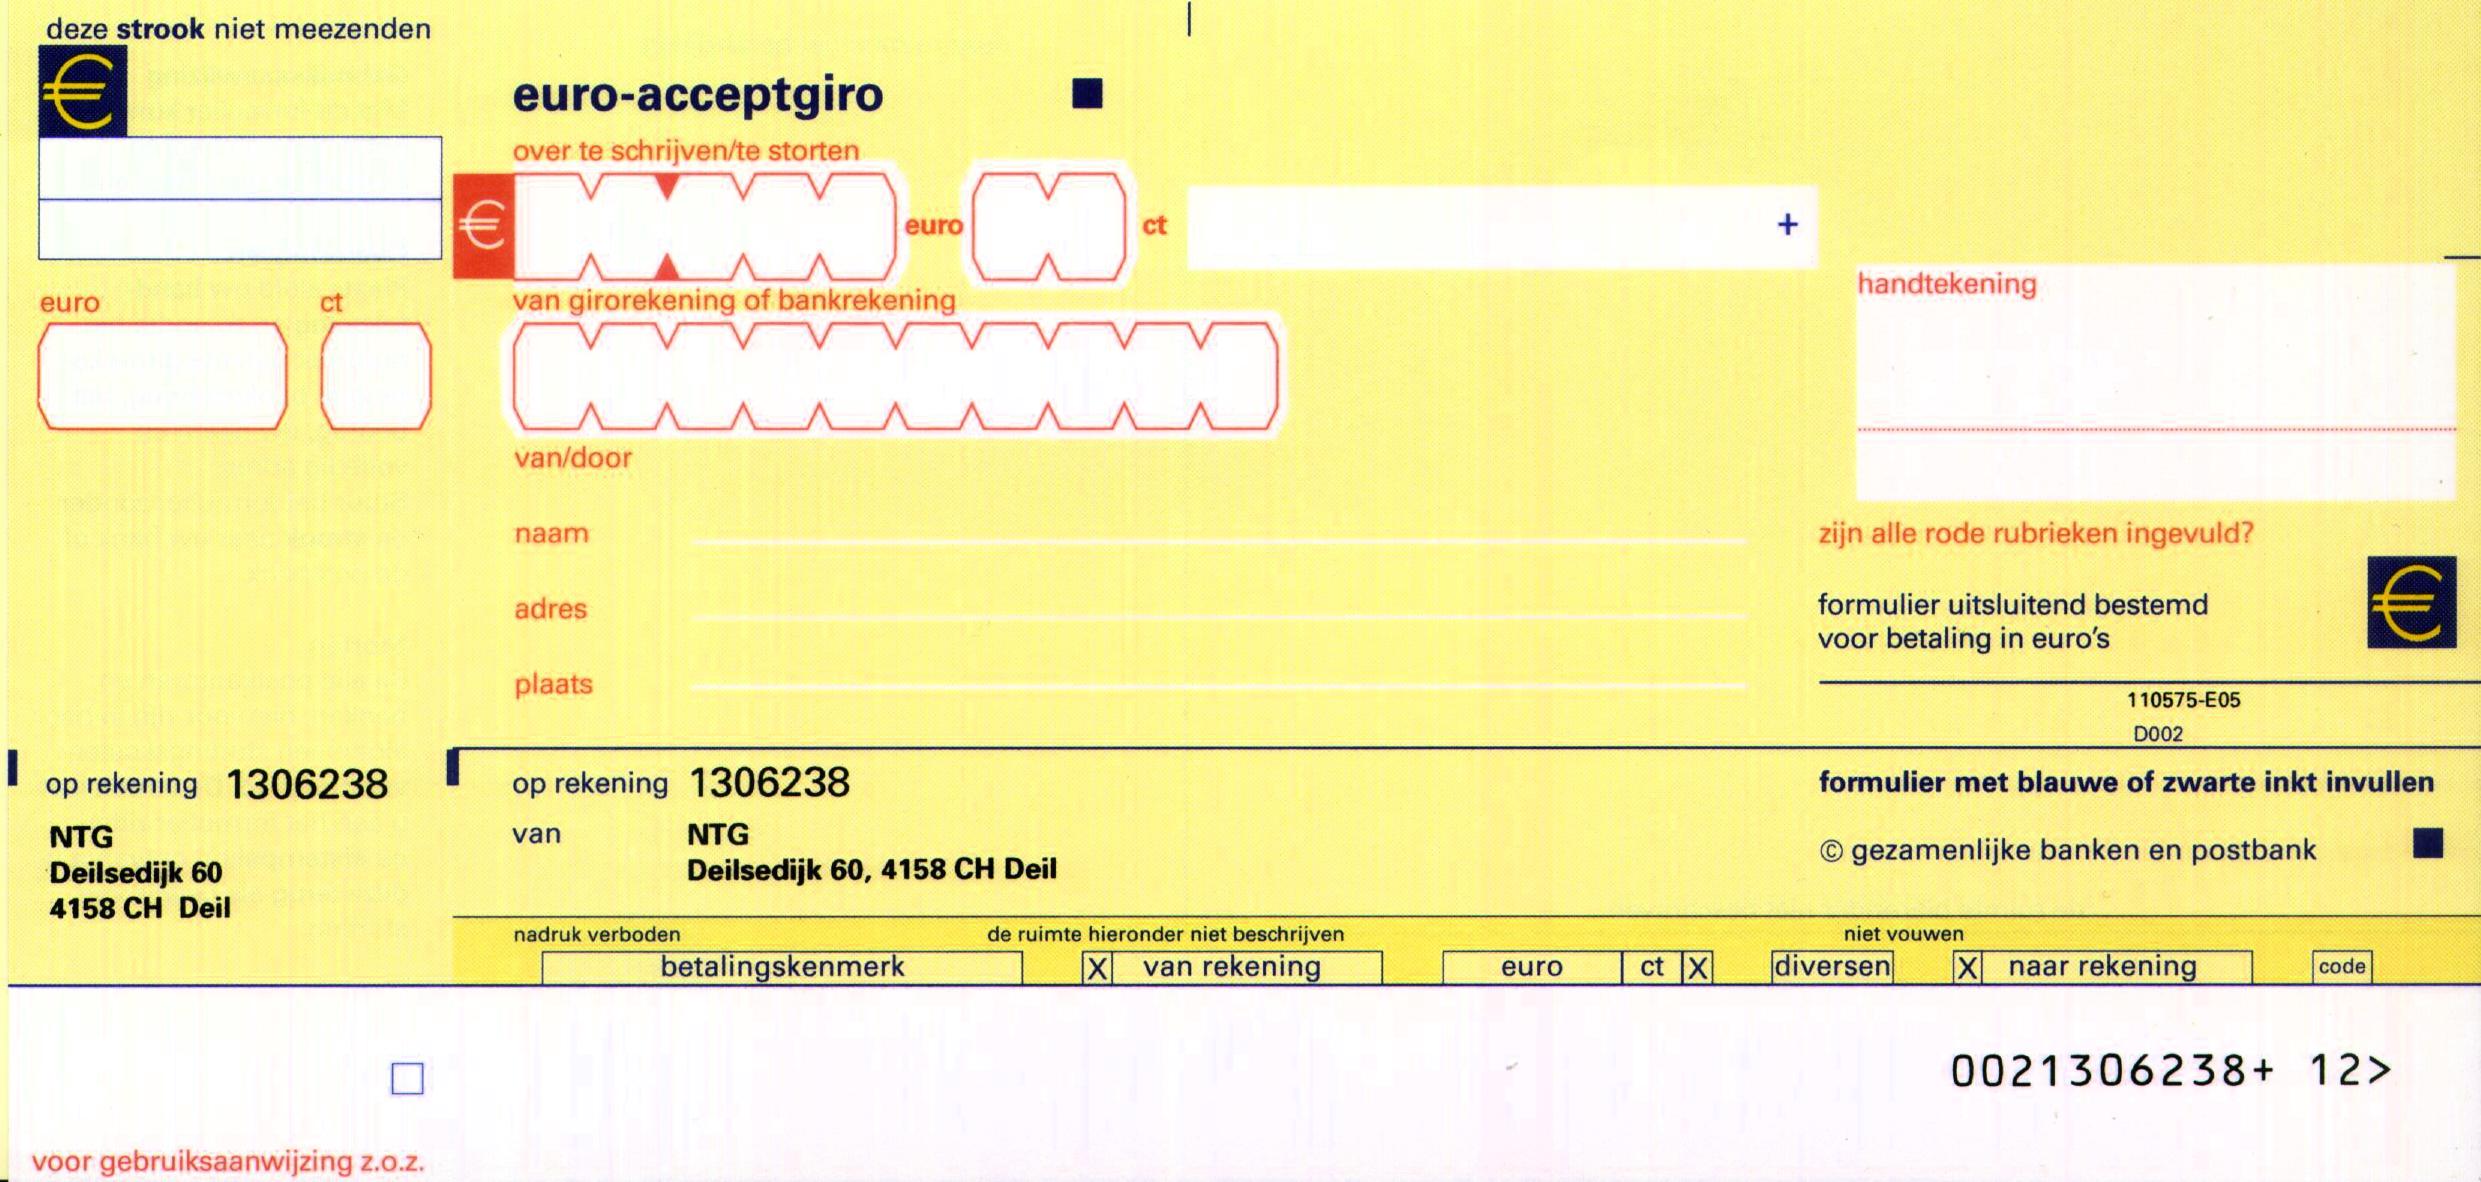 deze strook niet meezenden
€
euro ct
op rekening 1306238
NTG
Deilsedijk 60
4158 CH Deil
voor gebruiksaanwijzing z.o.z.
euro-acceptgiro
over te schrijven/te storten
€ euro ct +
van girorekening of bankrekening
van/door
naam
adres
plaats
handtekening
zijn alle rode rubrieken ingevuld?
formulier uitsluitend bestemd
voor betaling in euro's
€
110575-E05
D002
op rekening 1306238
van NTG
Deilsedijk 60, 4158 CH Deil
formulier met blauwe of zwarte inkt invullen
© gezamenlijke banken en postbank
nadruk verboden de ruimte hieronder niet beschrijven niet vouwen
betalingskenmerk X van rekening euro ct X diversen X naar rekening code
0021306238+ 12>